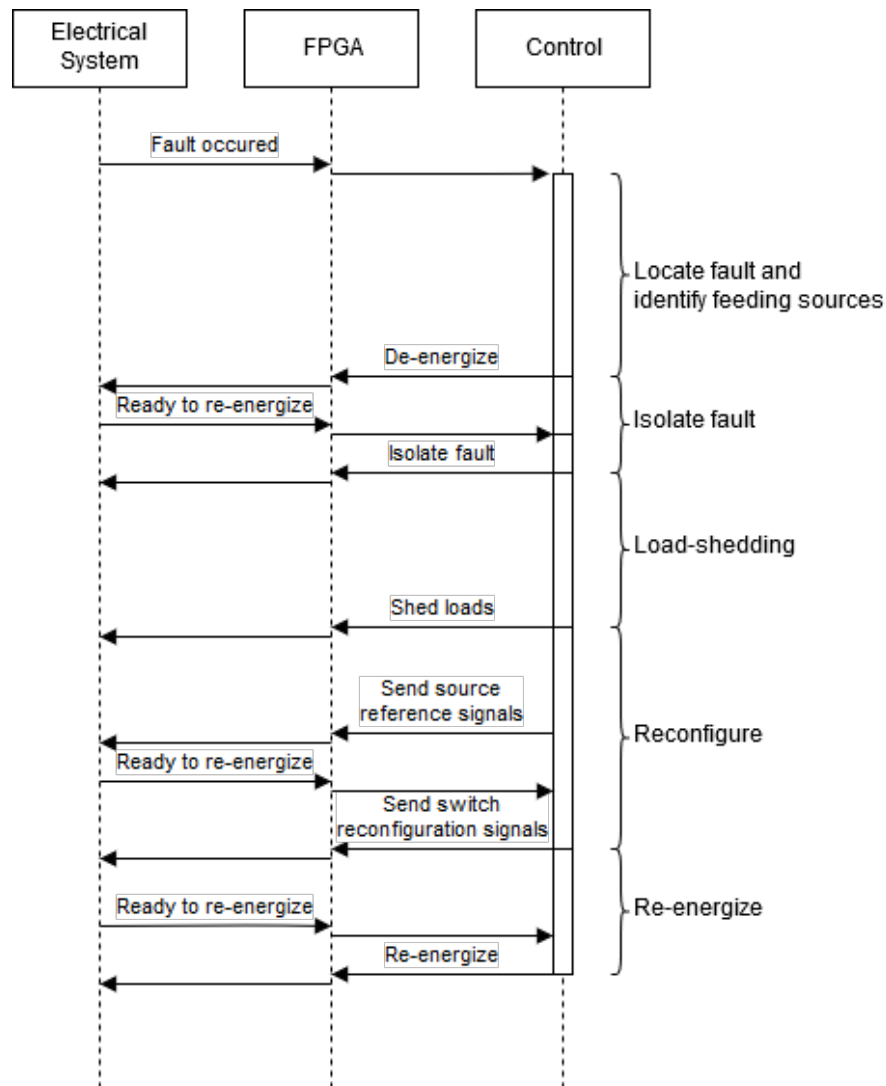 Electrical
System
FPGA
Control
Fault occured
Locate fault and
identify feeding sources
De-energize
Ready to re-energize
Isolate fault
Isolate fault
Load-shedding
Shed loads
Send source
reference signals
Reconfigure
Ready to re-energize
Send switch
reconfiguration signals
Ready to re-energize
Re-energize
Re-energize